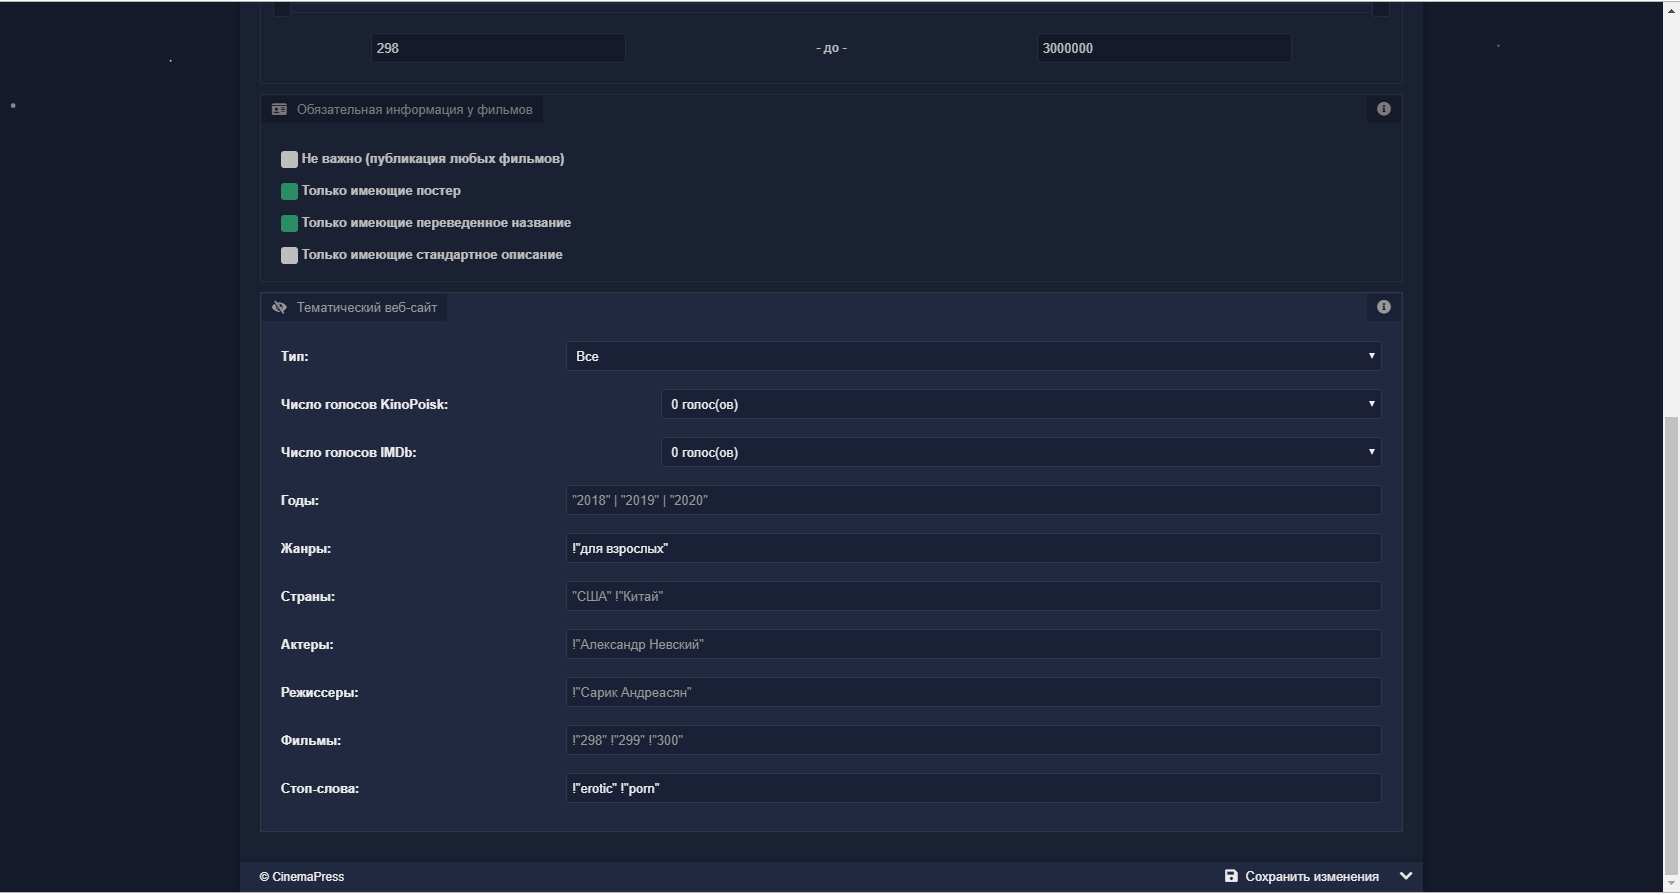 298 - до - 3000000
Обязательная информация у фильмов
Не важно (публикация любых фильмов)
Только имеющие постер
Только имеющие переведенное название
Только имеющие стандартное описание
Тематический веб-сайт
Тип: Все
Число голосов KinoPoisk: 0 голос(ов)
Число голосов IMDb: 0 голос(ов)
Годы: "2018" | "2019" | "2020"
Жанры: !"для взрослых"
Страны: "США" !"Китай"
Актеры: !"Александр Невский"
Режиссеры: !"Сарик Андреасян"
Фильмы: !"298" !"299" !"300"
Стоп-слова: !"erotic" !"porn"
© CinemaPress Сохранить изменения